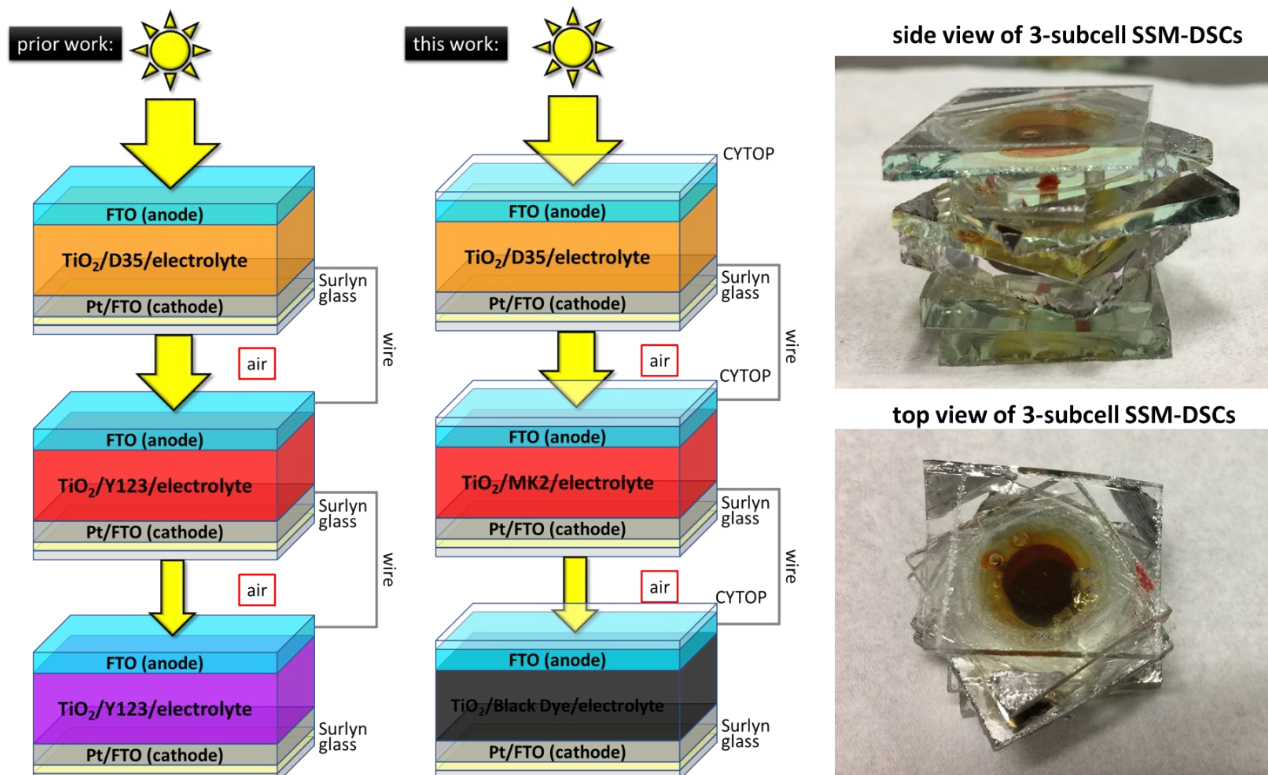 prior work:
FTO (anode)
TiO₂/D35/electrolyte
Pt/FTO (cathode)
Surlyn
glass
wire
air
FTO (anode)
TiO₂/Y123/electrolyte
Pt/FTO (cathode)
Surlyn
glass
wire
air
FTO (anode)
TiO₂/Y123/electrolyte
Pt/FTO (cathode)
Surlyn
glass
this work:
CYTOP
FTO (anode)
TiO₂/D35/electrolyte
Pt/FTO (cathode)
Surlyn
glass
wire
air
CYTOP
FTO (anode)
TiO₂/MK2/electrolyte
Pt/FTO (cathode)
Surlyn
glass
wire
air
CYTOP
FTO (anode)
TiO₂/Black Dye/electrolyte
Pt/FTO (cathode)
Surlyn
glass
side view of 3-subcell SSM-DSCs
top view of 3-subcell SSM-DSCs